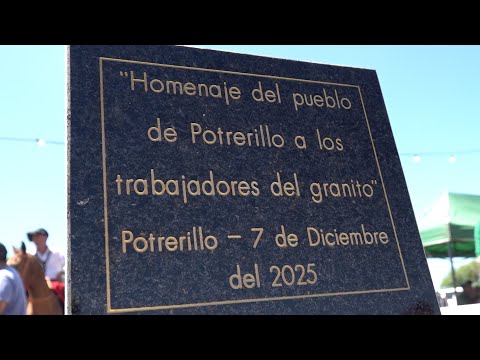 "Homenaje del pueblo
de Potrerillo a los
trabajadores del granito"
Potrerillo – 7 de Diciembre
del 2025